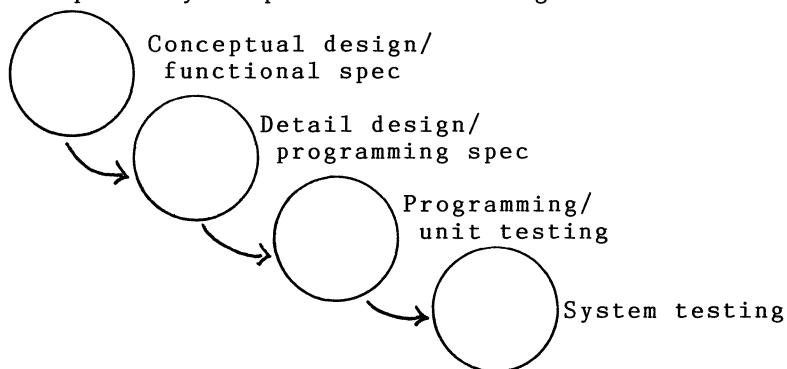 Conceptual design/
functional spec
Detail design/
programming spec
Programming/
unit testing
System testing